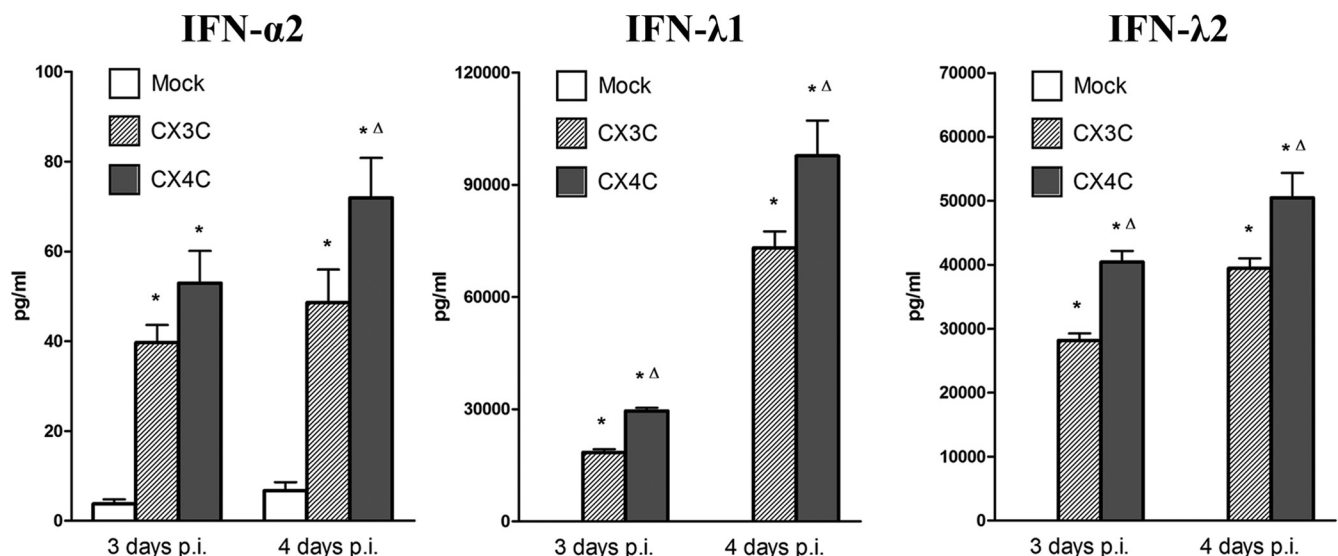 IFN-α2
100
80
60
40
20
0
pg/ml
Mock
CX3C
CX4C
*
*
*
* Δ
3 days p.i.
4 days p.i.
IFN-λ1
120000
90000
60000
30000
0
pg/ml
Mock
CX3C
CX4C
*
* Δ
*
* Δ
3 days p.i.
4 days p.i.
IFN-λ2
70000
60000
50000
40000
30000
20000
10000
0
pg/ml
Mock
CX3C
CX4C
*
* Δ
*
* Δ
3 days p.i.
4 days p.i.